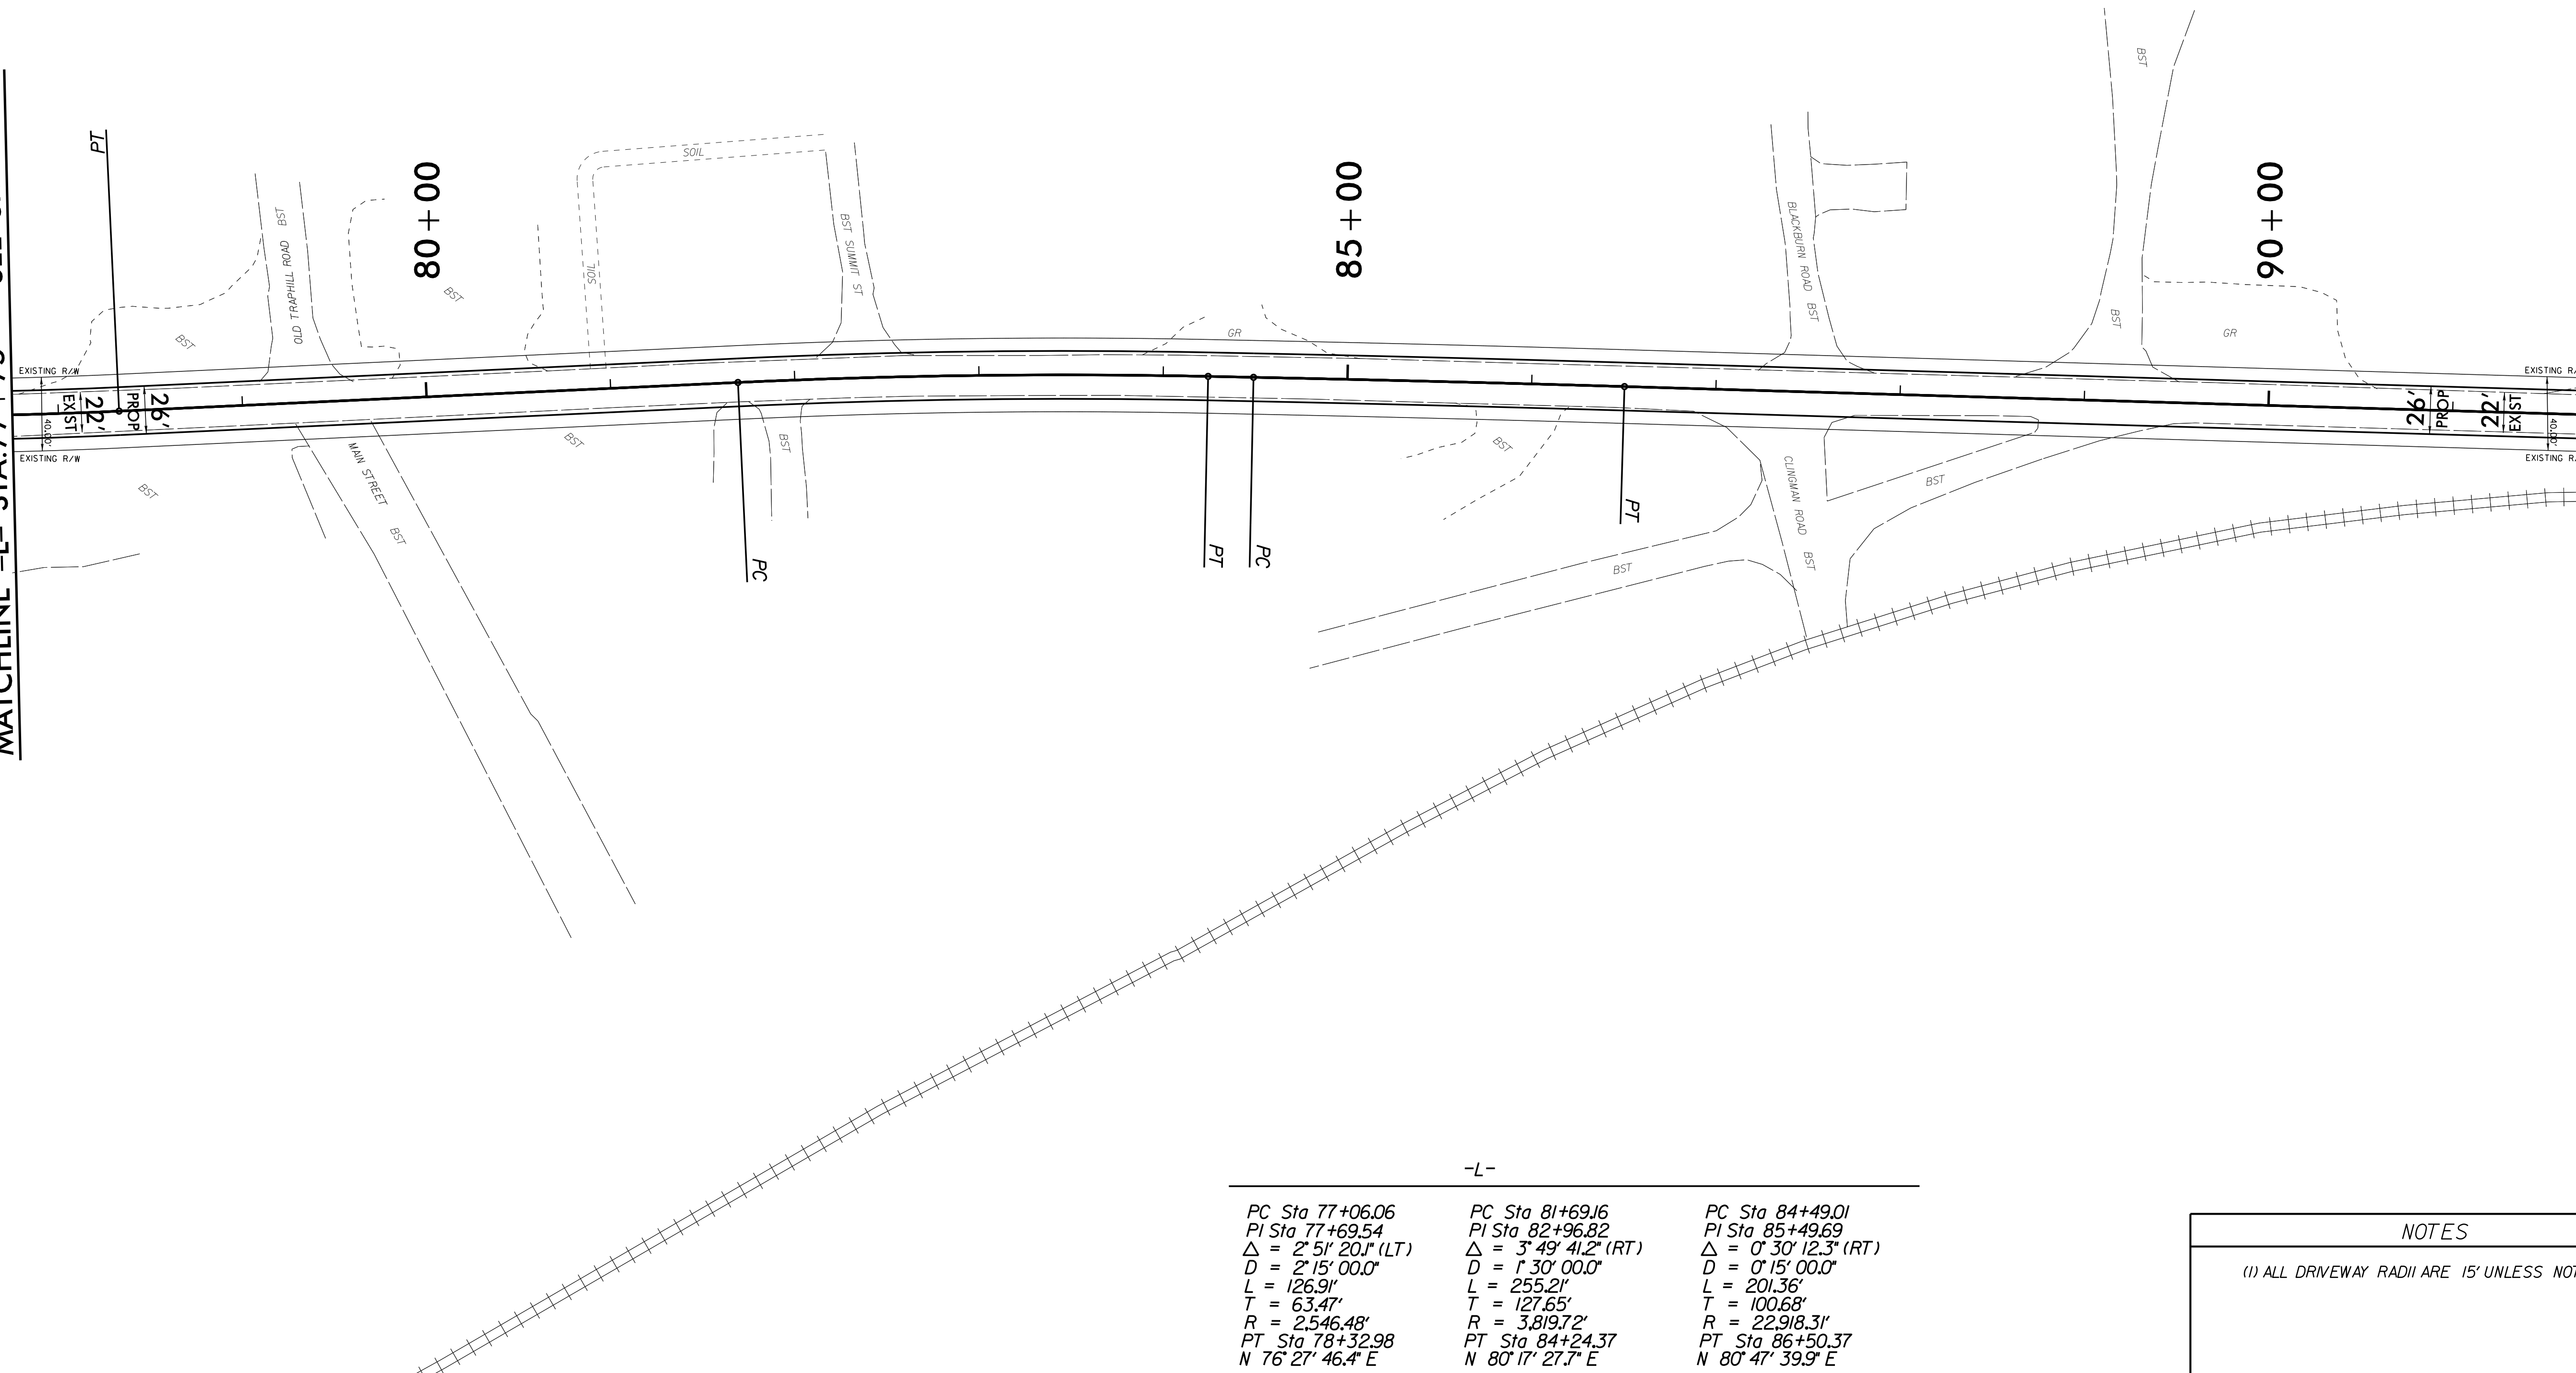 MATCHLINE -L- STA.77+
PT
EXISTING R/W
40.00'
EXIST
22'
PROP
26'
EXISTING R/W
BST
BST
OLD TRAPHILL ROAD BST
80+00
BST
SOIL
SOIL
BST SUMMIT ST
MAIN STREET BST
BST
BST
PC
85+00
GR
PT
PC
BST
PT
BLACKBURN ROAD BST
CLINGMAN ROAD BST
BST
BST
BST
BST
90+00
GR
26'
PROP
22'
EXIST
40.00'
EXISTING R/
EXISTING R/
-L-
PC Sta 77+06.06
PI Sta 77+69.54
△ = 2° 51' 20.1" (LT)
D = 2° 15' 00.0"
L = 126.91'
T = 63.47'
R = 2,546.48'
PT Sta 78+32.98
N 76° 27' 46.4" E
PC Sta 81+69.16
PI Sta 82+96.82
△ = 3° 49' 41.2" (RT)
D = 1° 30' 00.0"
L = 255.21'
T = 127.65'
R = 3,819.72'
PT Sta 84+24.37
N 80° 17' 27.7" E
PC Sta 84+49.01
PI Sta 85+49.69
△ = 0° 30' 12.3" (RT)
D = 0° 15' 00.0"
L = 201.36'
T = 100.68'
R = 22,918.31'
PT Sta 86+50.37
N 80° 47' 39.9" E
NOTES
(1) ALL DRIVEWAY RADII ARE 15' UNLESS NOT